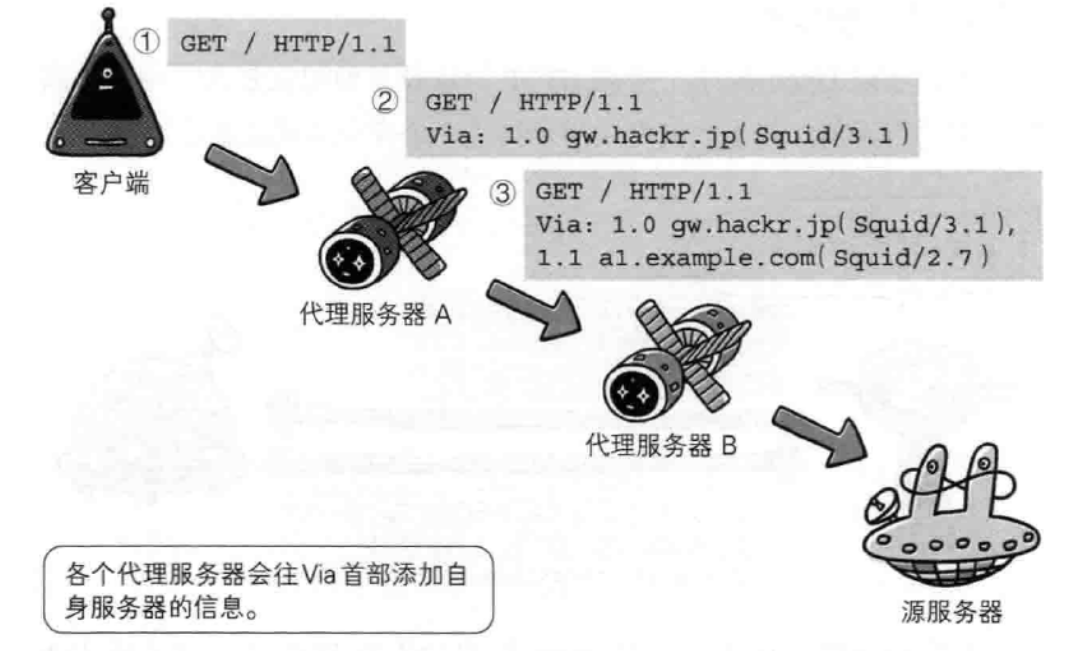 ① GET / HTTP/1.1
② GET / HTTP/1.1
Via: 1.0 gw.hackr.jp(Squid/3.1)
客户端
③ GET / HTTP/1.1
Via: 1.0 gw.hackr.jp(Squid/3.1),
1.1 a1.example.com(Squid/2.7)
代理服务器 A
代理服务器 B
各个代理服务器会往Via首部添加自
身服务器的信息。
源服务器